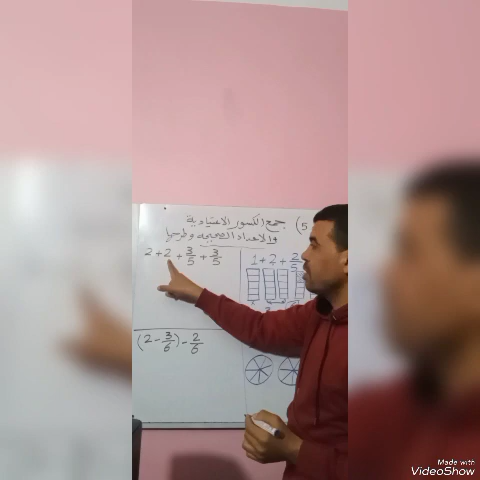 5) جمع الكسور الاعتيادية
والاعداد الصحيحة وطرحها
2 + 2 + 3/5 + 3/5
1 + 2 + 2/5
(2 - 3/6) - 2/6
Made with
VideoShow